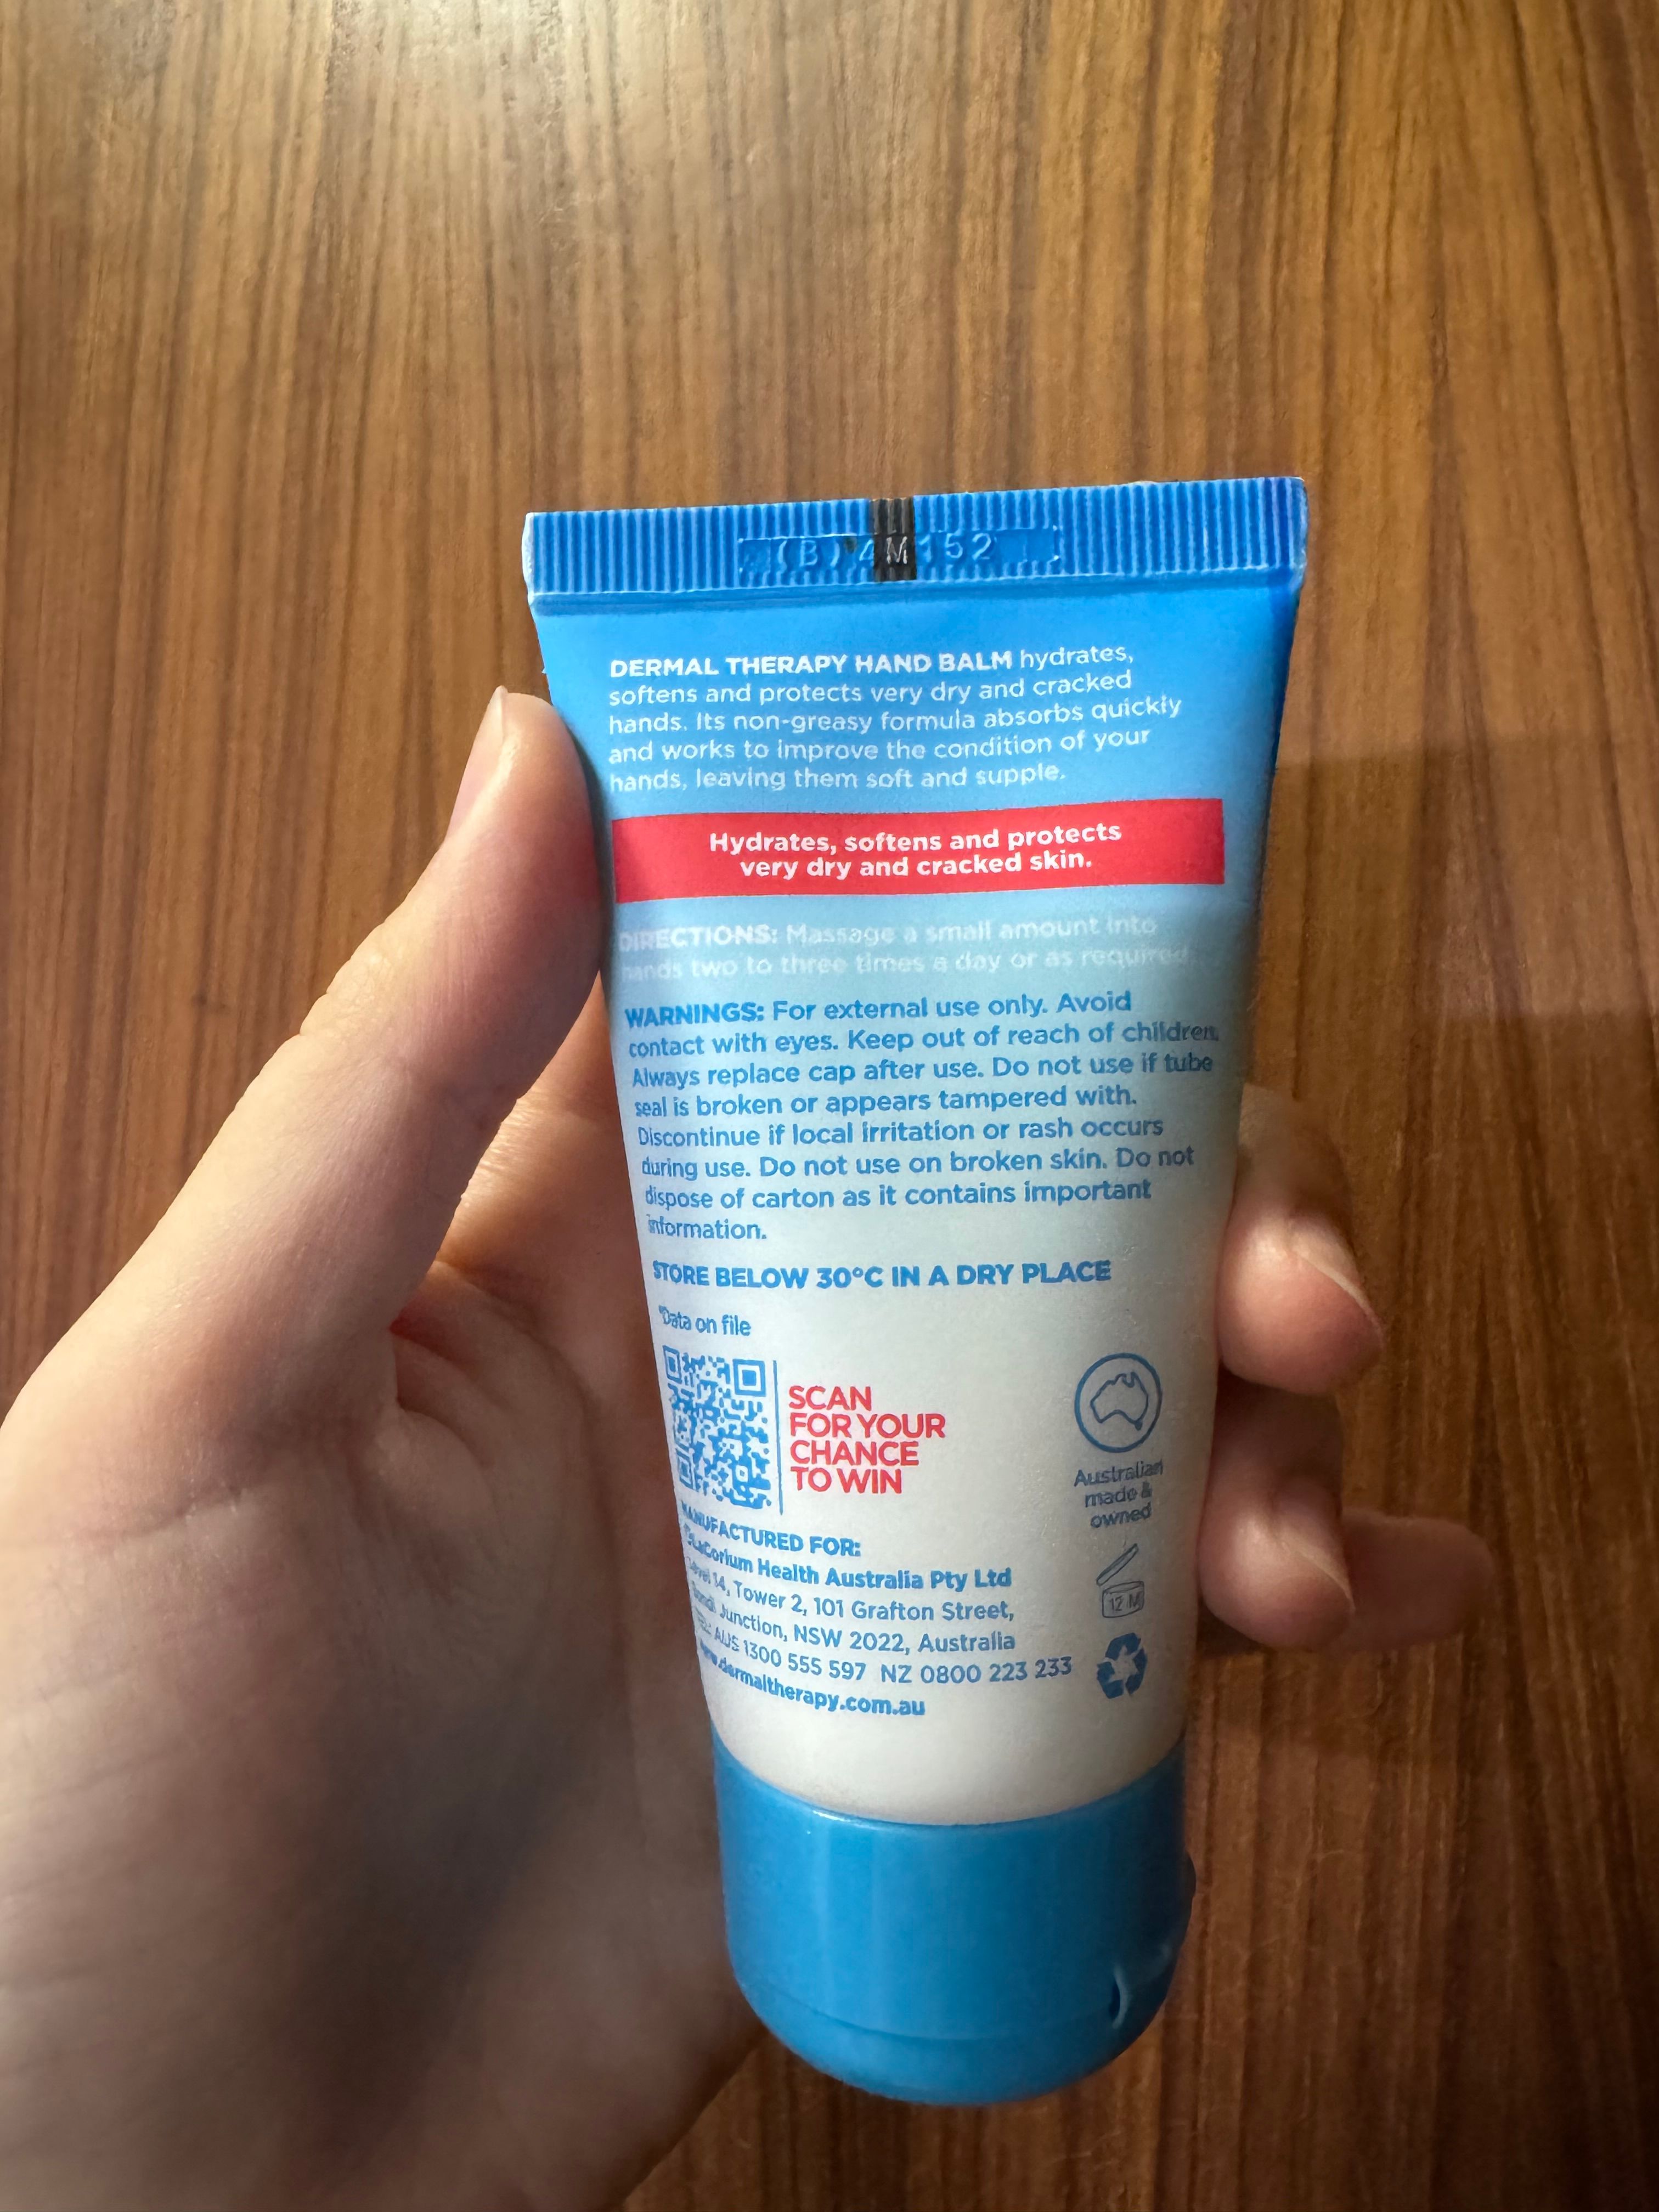 (B) 4M152
DERMAL THERAPY HAND BALM hydrates,
softens and protects very dry and cracked
hands. Its non-greasy formula absorbs quickly
and works to improve the condition of your
hands, leaving them soft and supple.
Hydrates, softens and protects
very dry and cracked skin.
DIRECTIONS: Massage a small amount into
hands two to three times a day or as required.
WARNINGS: For external use only. Avoid
contact with eyes. Keep out of reach of children.
Always replace cap after use. Do not use if tube
seal is broken or appears tampered with.
Discontinue if local irritation or rash occurs
during use. Do not use on broken skin. Do not
dispose of carton as it contains important
information.
STORE BELOW 30°C IN A DRY PLACE
*Data on file
SCAN
FOR YOUR
CHANCE
TO WIN
Australian
made &
owned
MANUFACTURED FOR:
©LaCorium Health Australia Pty Ltd
Level 14, Tower 2, 101 Grafton Street,
Bondi Junction, NSW 2022, Australia
TEL: AUS 1300 555 597 NZ 0800 223 233
www.dermaltherapy.com.au
12 M